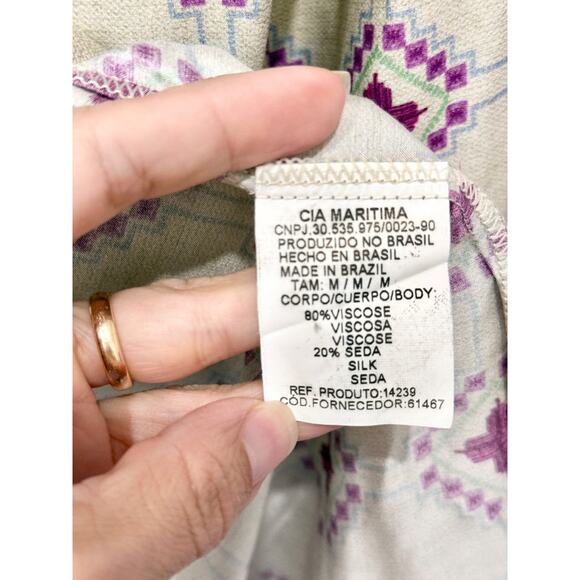 CIA MARITIMA
CNPJ.30.535.975/0023-90
PRODUZIDO NO BRASIL
HECHO EN BRASIL
MADE IN BRAZIL
TAM: M / M / M
CORPO/CUERPO/BODY:
80%VISCOSE
VISCOSA
VISCOSE
20% SEDA
SILK
SEDA
REF. PRODUTO:14239
CÓD.FORNECEDOR:61467